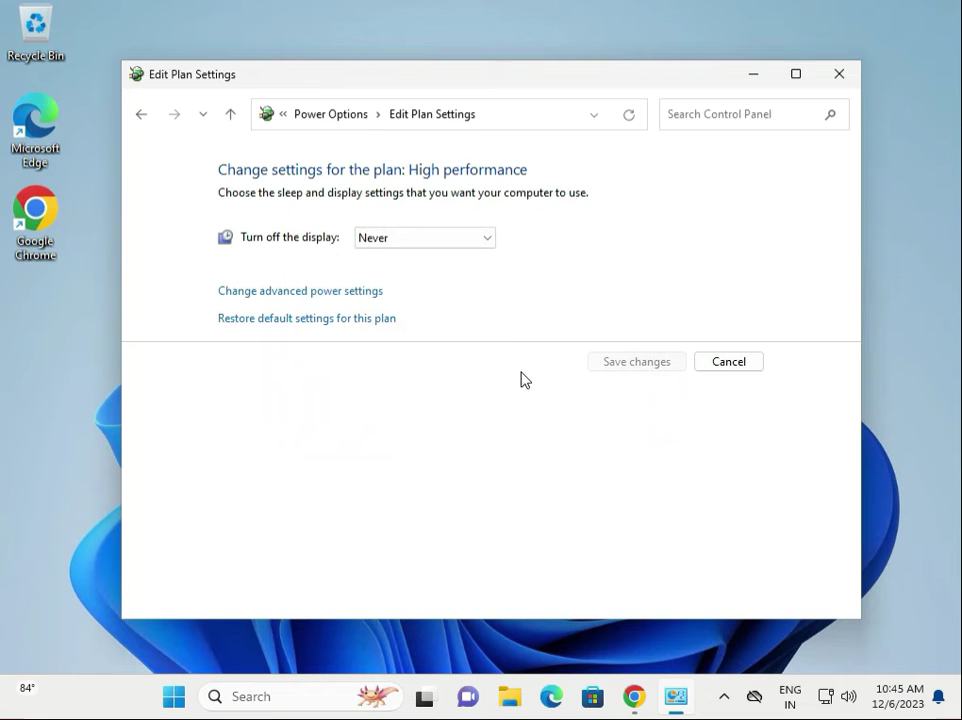 Recycle Bin
Microsoft
Edge
Google
Chrome
Edit Plan Settings
« Power Options › Edit Plan Settings
Search Control Panel
Change settings for the plan: High performance
Choose the sleep and display settings that you want your computer to use.
Turn off the display: Never
Change advanced power settings
Restore default settings for this plan
Save changes Cancel
84°
Search
ENG
IN
10:45 AM
12/6/2023